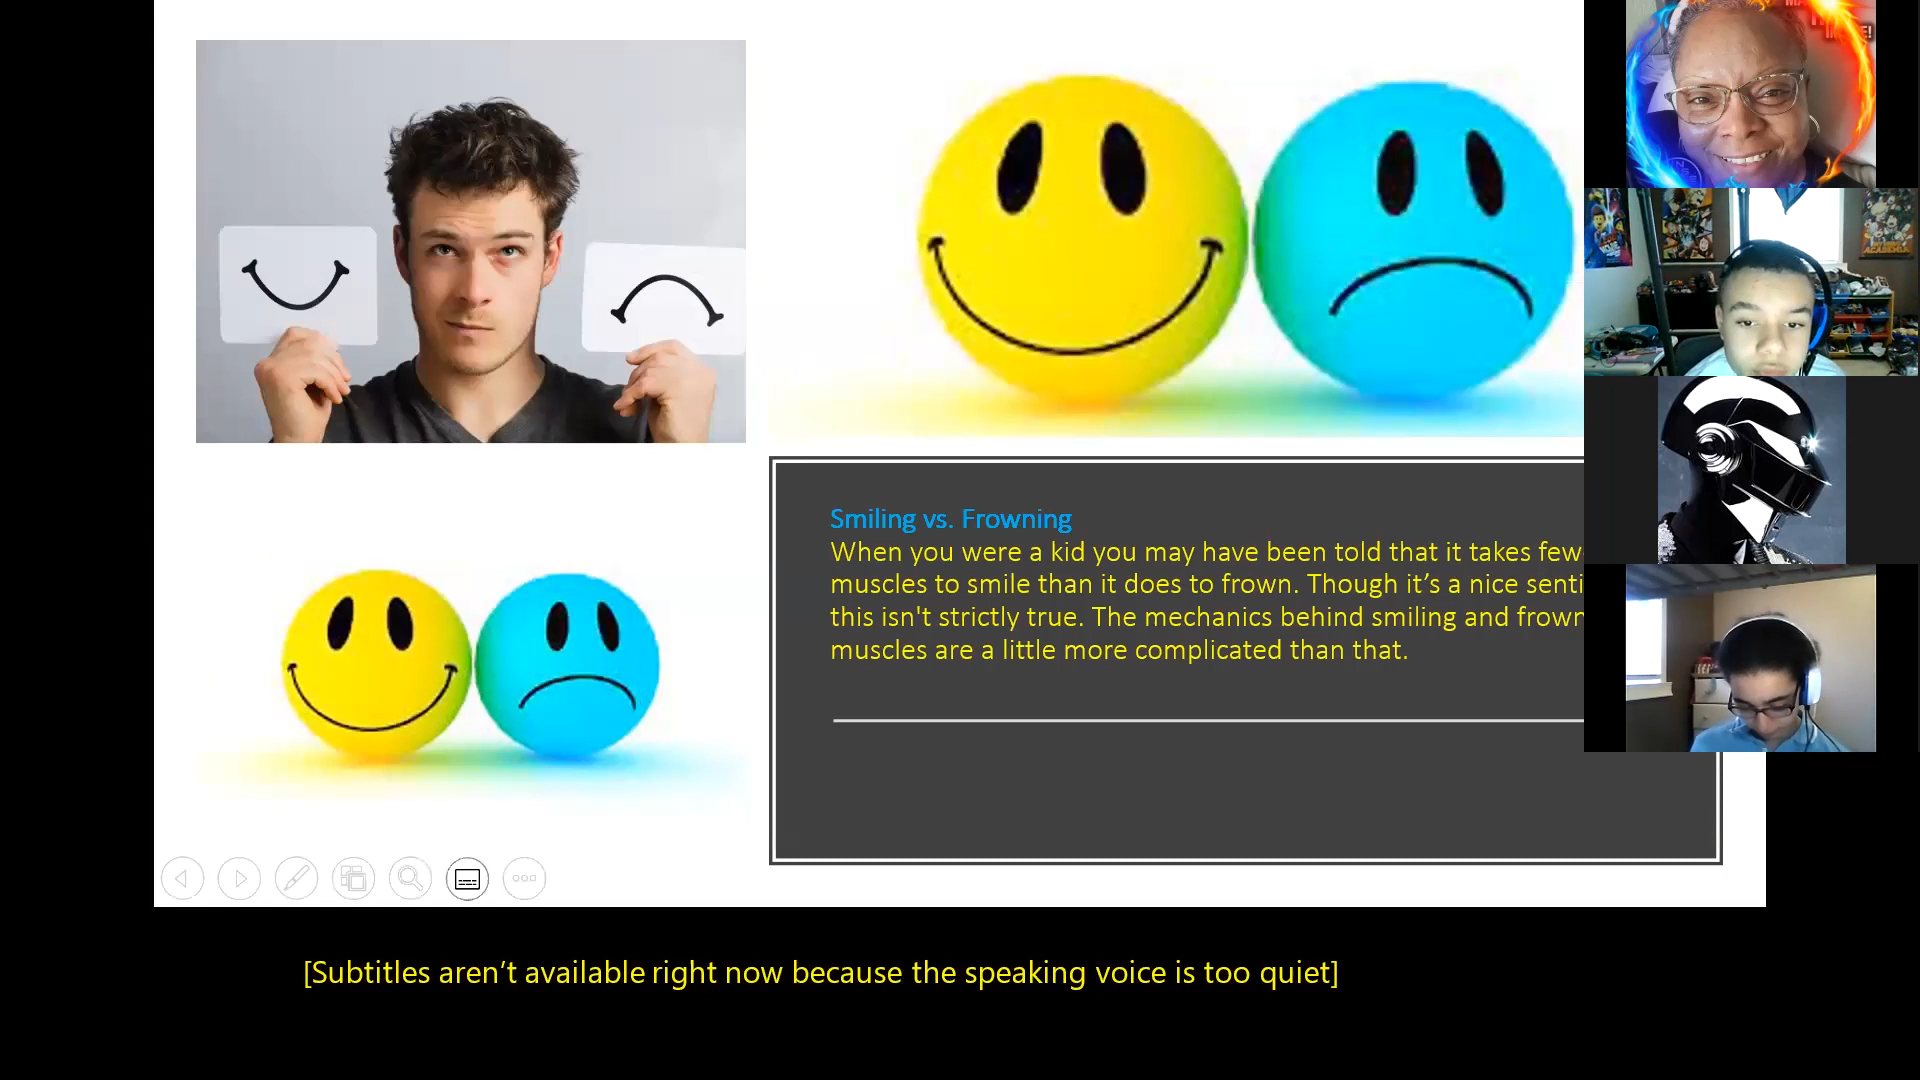 Smiling vs. Frowning
When you were a kid you may have been told that it takes few
muscles to smile than it does to frown. Though it’s a nice senti
this isn't strictly true. The mechanics behind smiling and frown
muscles are a little more complicated than that.
[Subtitles aren’t available right now because the speaking voice is too quiet]